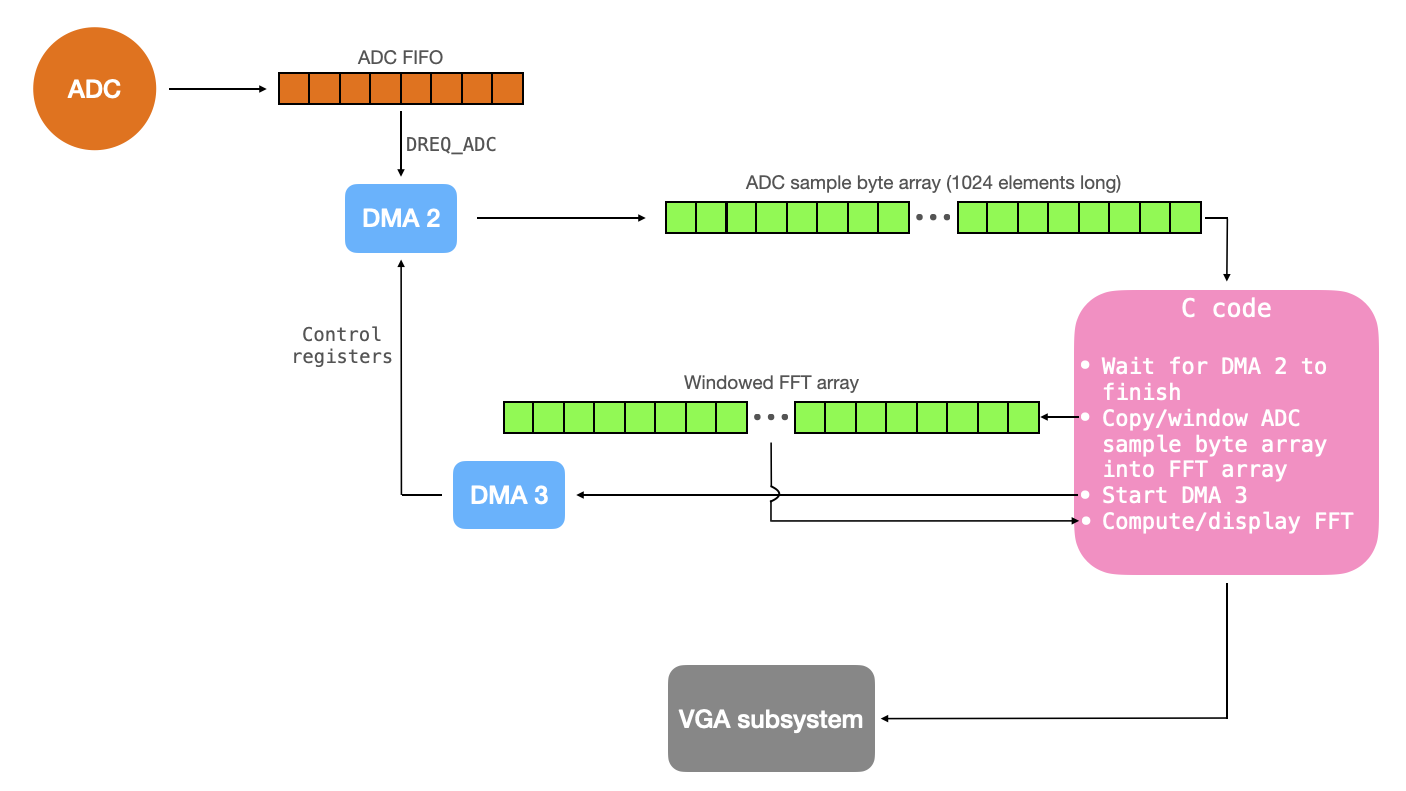 ADC FIFO
ADC
DREQ_ADC
ADC sample byte array (1024 elements long)
DMA 2
C code
Control
registers
• Wait for DMA 2 to
finish
Windowed FFT array
• Copy/window ADC
sample byte array
into FFT array
DMA 3
• Start DMA 3
• Compute/display FFT
VGA subsystem